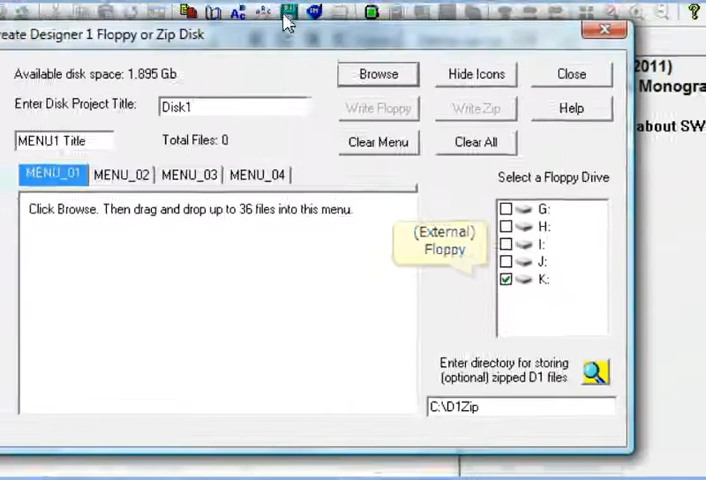 reate Designer 1 Floppy or Zip Disk
2011)
Monogra
about SW
Available disk space: 1.895 Gb
Browse
Hide Icons
Close
Enter Disk Project Title:
Disk1
Write Floppy
Write Zip
Help
MENU1 Title
Total Files: 0
Clear Menu
Clear All
MENU_01
MENU_02
MENU_03
MENU_04
Select a Floppy Drive
Click Browse. Then drag and drop up to 36 files into this menu.
(External)
Floppy
G:
H:
I:
J:
K:
Enter directory for storing
(optional) zipped D1 files
C:\D1Zip